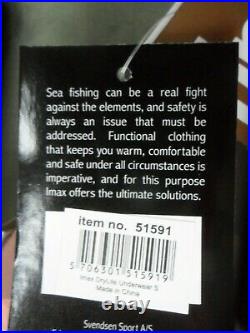 Sea fishing can be a real fight
against the elements, and safety is
always an issue that must be
addressed. Functional clothing
that keeps you warm, comfortable
and safe under all circumstances is
imperative, and for this purpose
Imax offers the ultimate solutions.
item no. 51591
5 706301 515919
Imax DryLite Underwear S
Made in China
Svendsen Sport A/S